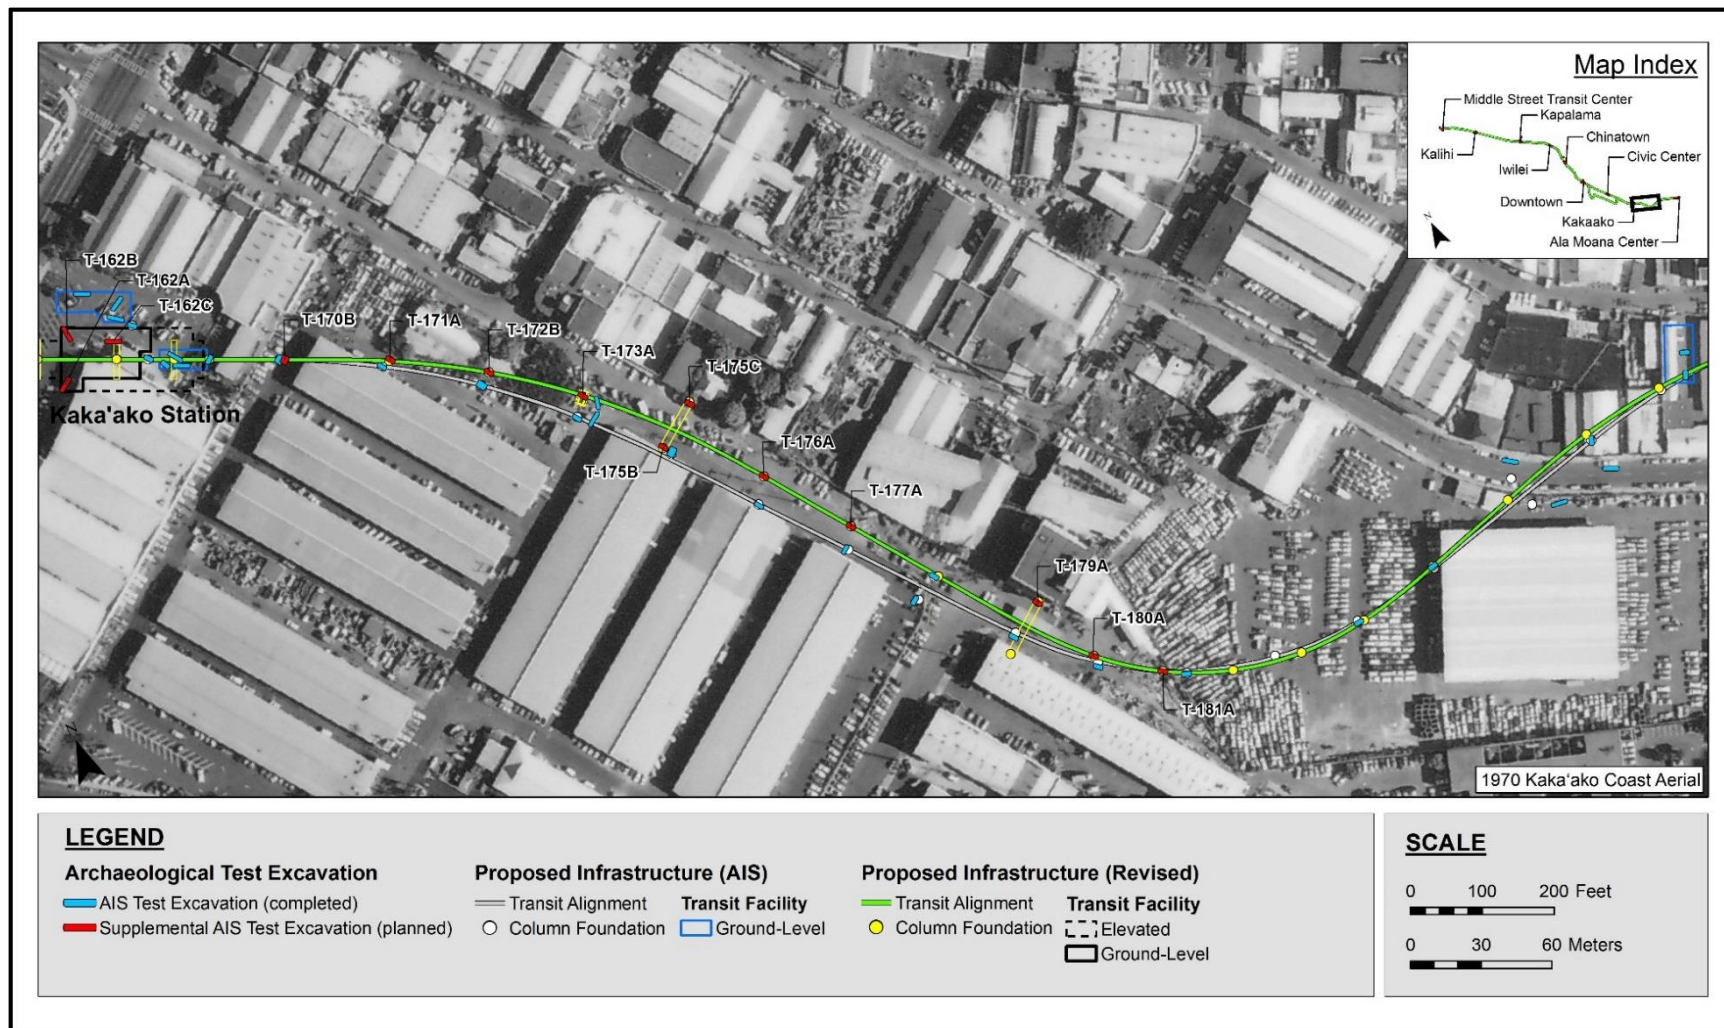 Map Index
Middle Street Transit Center
Kapalama
Chinatown
Kalihi
Civic Center
Iwilei
Downtown
Kakaako
Ala Moana Center
N
T-162B
T-162A
T-162C
T-170B
T-171A
T-172B
T-173A
T-175C
Kaka'ako Station
T-176A
T-175B
T-177A
T-179A
T-180A
T-181A
N
1970 Kaka'ako Coast Aerial
LEGEND
Archaeological Test Excavation
AIS Test Excavation (completed)
Supplemental AIS Test Excavation (planned)
Proposed Infrastructure (AIS)
Transit Alignment
Column Foundation
Transit Facility
Ground-Level
Proposed Infrastructure (Revised)
Transit Alignment
Column Foundation
Transit Facility
Elevated
Ground-Level
SCALE
0 100 200 Feet
0 30 60 Meters